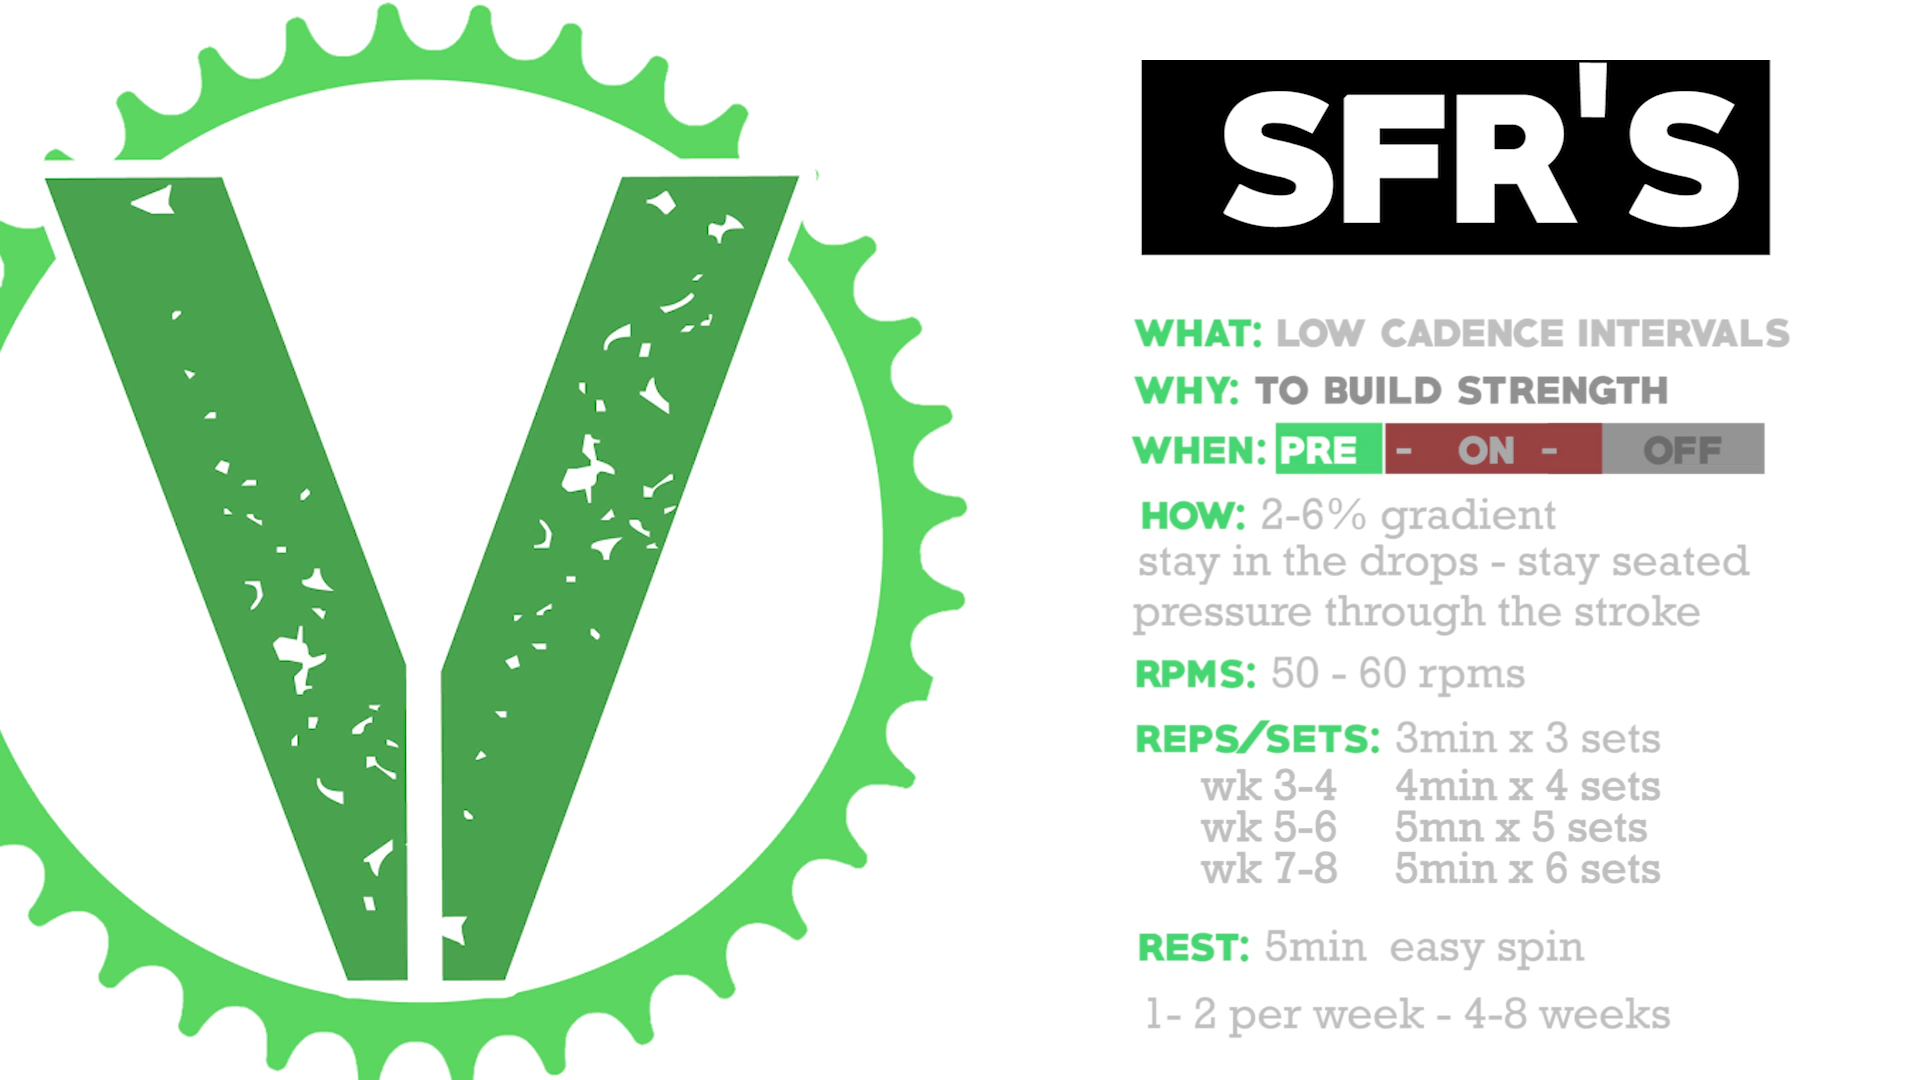 V
SFR'S
WHAT: LOW CADENCE INTERVALS
WHY: TO BUILD STRENGTH
WHEN: PRE - ON - OFF
HOW: 2-6% gradient
stay in the drops - stay seated
pressure through the stroke
RPMS: 50 - 60 rpms
REPS/SETS: 3min x 3 sets
wk 3-4 4min x 4 sets
wk 5-6 5mn x 5 sets
wk 7-8 5min x 6 sets
REST: 5min easy spin
1- 2 per week - 4-8 weeks